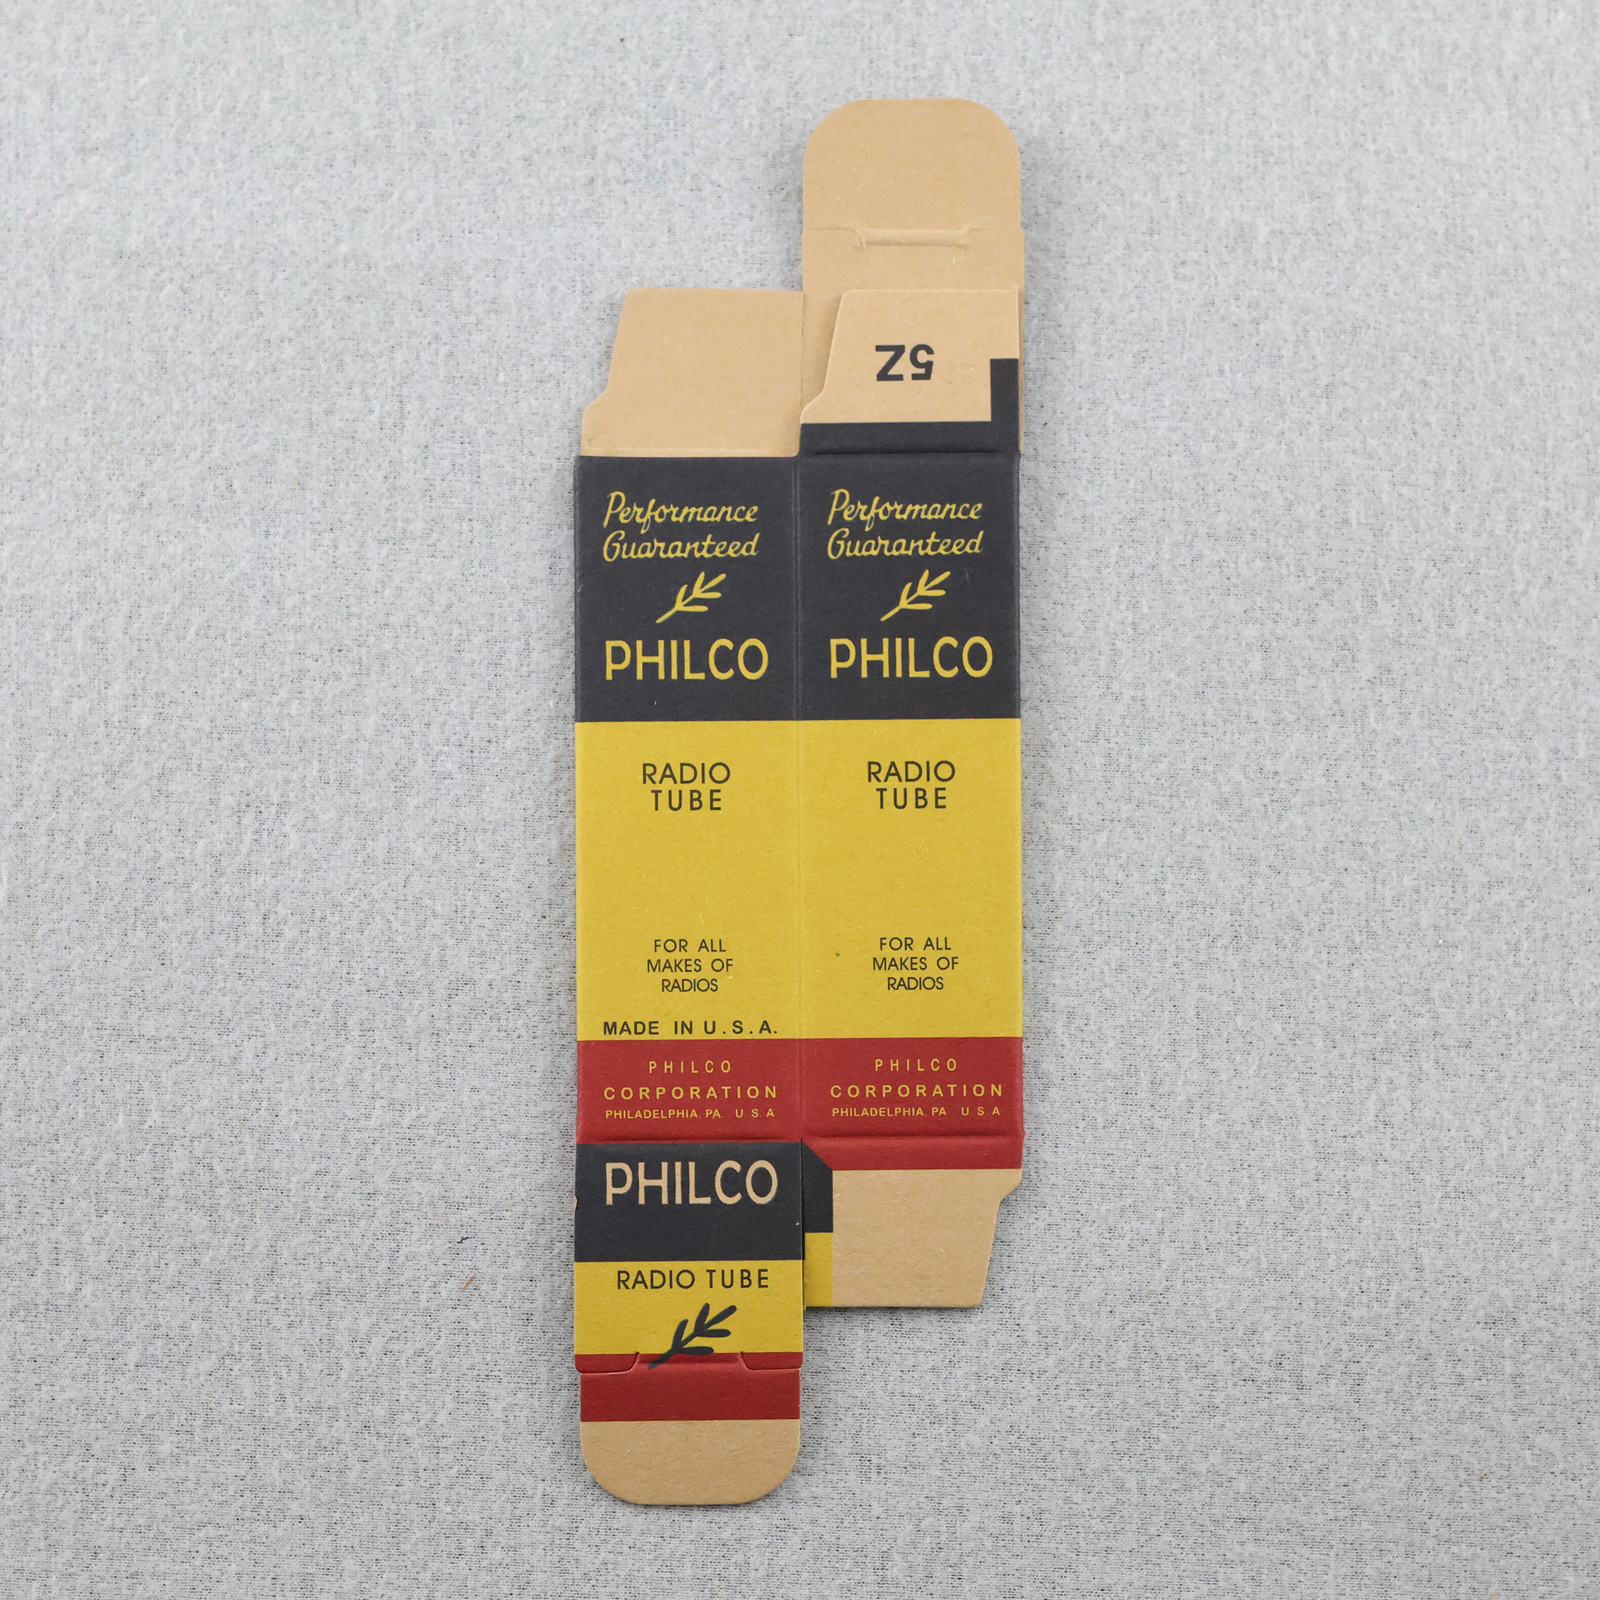 5Z
Performance
Guaranteed
PHILCO
RADIO
TUBE
FOR ALL
MAKES OF
RADIOS
MADE IN U.S.A.
PHILCO
CORPORATION
PHILADELPHIA. PA. U S A
Performance
Guaranteed
PHILCO
RADIO
TUBE
FOR ALL
MAKES OF
RADIOS
PHILCO
CORPORATION
PHILADELPHIA. PA U S A
PHILCO
RADIO TUBE